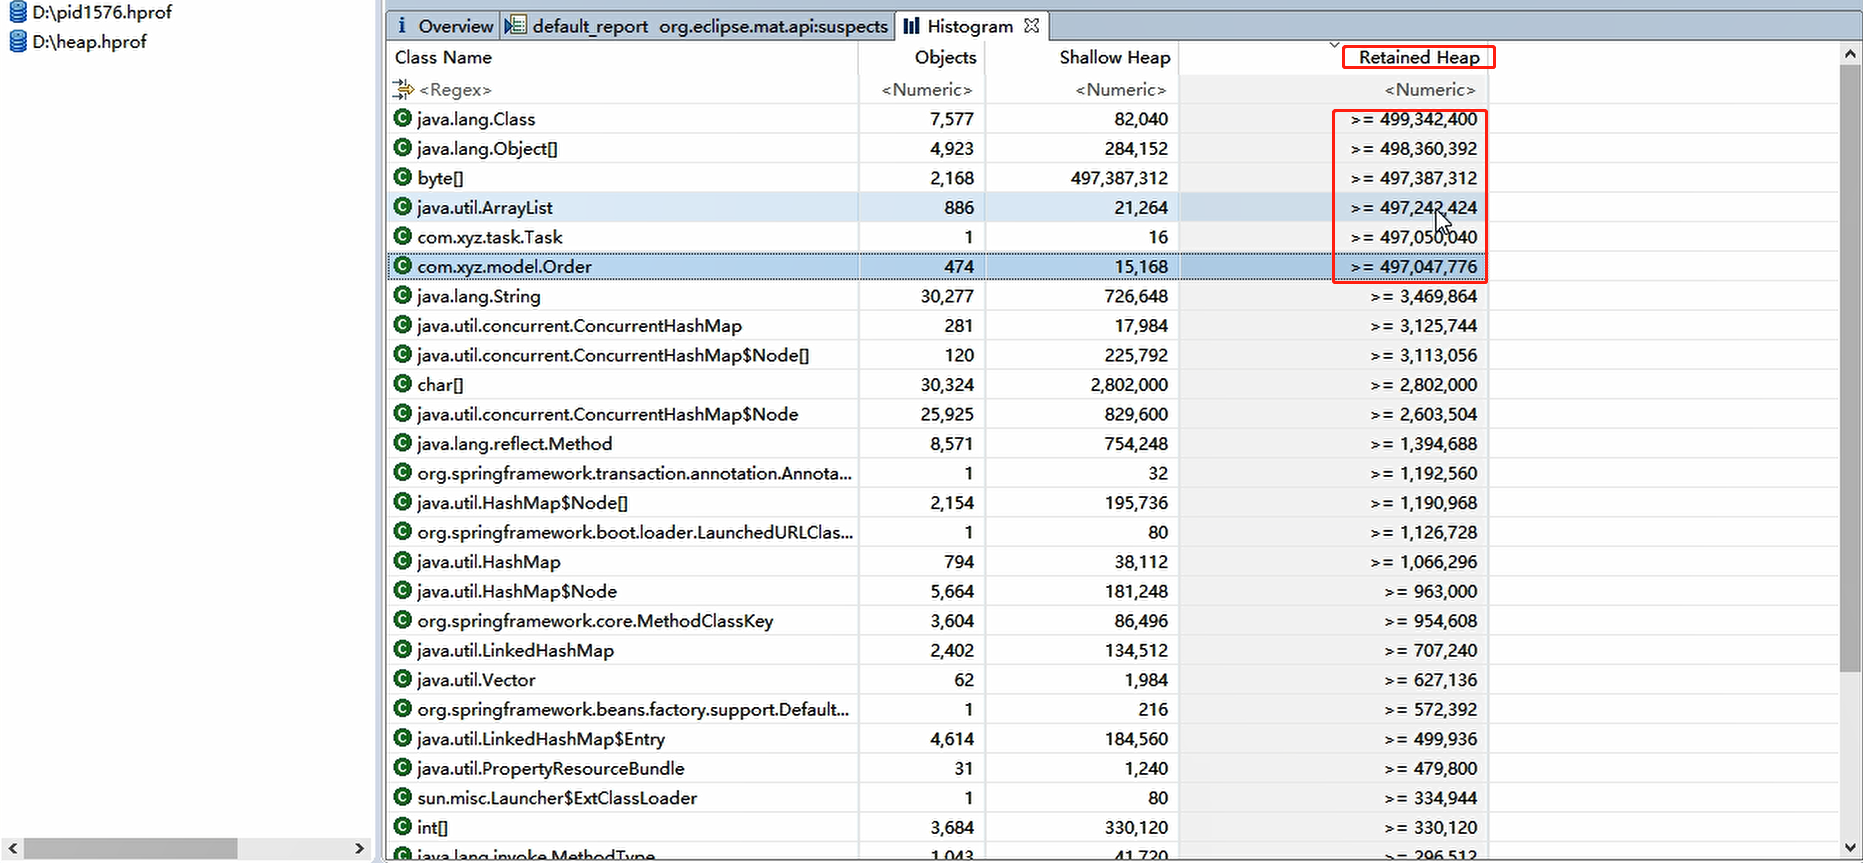 D:\pid1576.hprof
D:\heap.hprof
i Overview default_report org.eclipse.mat.api:suspects Histogram
Class Name Objects Shallow Heap Retained Heap
<Regex> <Numeric> <Numeric> <Numeric>
java.lang.Class 7,577 82,040 >= 499,342,400
java.lang.Object[] 4,923 284,152 >= 498,360,392
byte[] 2,168 497,387,312 >= 497,387,312
java.util.ArrayList 886 21,264 >= 497,242,424
com.xyz.task.Task 1 16 >= 497,050,040
com.xyz.model.Order 474 15,168 >= 497,047,776
java.lang.String 30,277 726,648 >= 3,469,864
java.util.concurrent.ConcurrentHashMap 281 17,984 >= 3,125,744
java.util.concurrent.ConcurrentHashMap$Node[] 120 225,792 >= 3,113,056
char[] 30,324 2,802,000 >= 2,802,000
java.util.concurrent.ConcurrentHashMap$Node 25,925 829,600 >= 2,603,504
java.lang.reflect.Method 8,571 754,248 >= 1,394,688
org.springframework.transaction.annotation.Annota... 1 32 >= 1,192,560
java.util.HashMap$Node[] 2,154 195,736 >= 1,190,968
org.springframework.boot.loader.LaunchedURLClas... 1 80 >= 1,126,728
java.util.HashMap 794 38,112 >= 1,066,296
java.util.HashMap$Node 5,664 181,248 >= 963,000
org.springframework.core.MethodClassKey 3,604 86,496 >= 954,608
java.util.LinkedHashMap 2,402 134,512 >= 707,240
java.util.Vector 62 1,984 >= 627,136
org.springframework.beans.factory.support.Default... 1 216 >= 572,392
java.util.LinkedHashMap$Entry 4,614 184,560 >= 499,936
java.util.PropertyResourceBundle 31 1,240 >= 479,800
sun.misc.Launcher$ExtClassLoader 1 80 >= 334,944
int[] 3,684 330,120 >= 330,120
java.lang.invoke.MethodType 1,043 41,720 >= 296,512